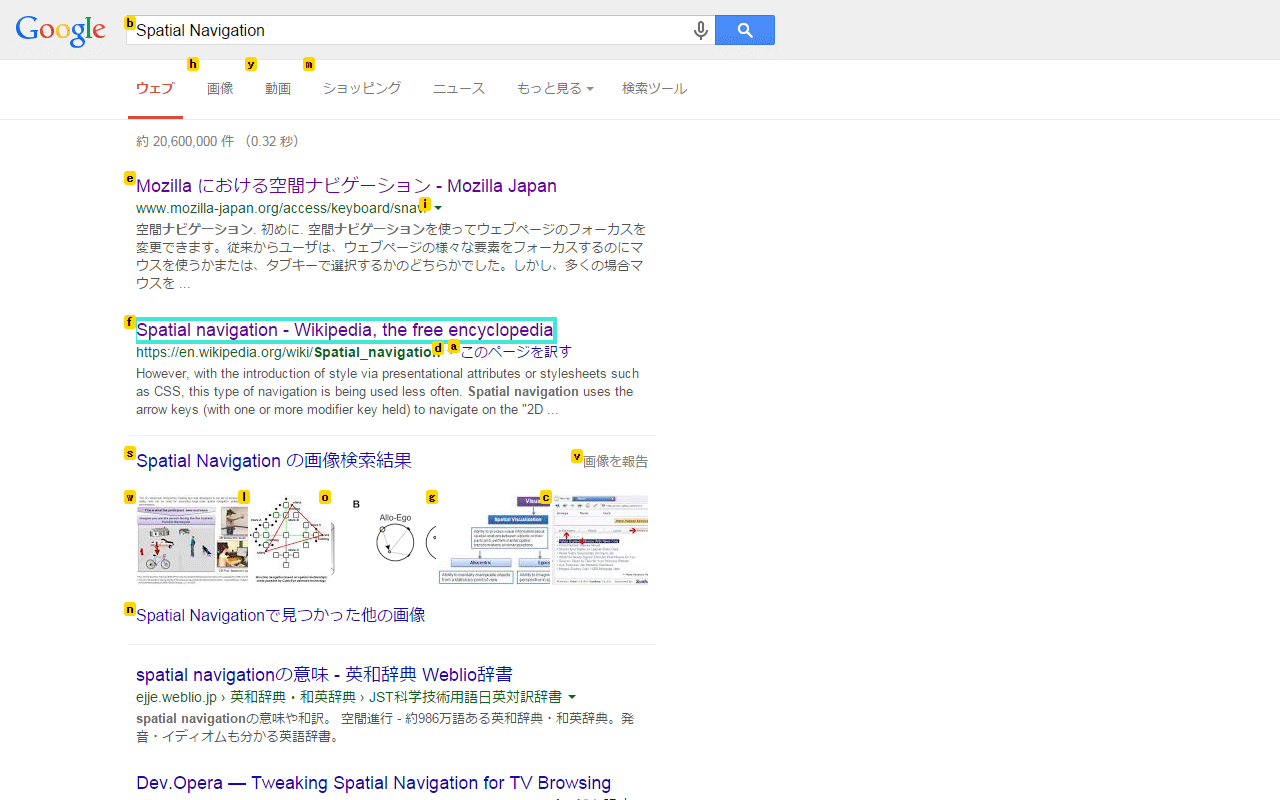 Google
b
Spatial Navigation
h y m
ウェブ 画像 動画 ショッピング ニュース もっと見る 検索ツール
約 20,600,000 件 （0.32 秒）
e
Mozilla における空間ナビゲーション - Mozilla Japan
www.mozilla-japan.org/access/keyboard/snav
i
空間ナビゲーション. 初めに. 空間ナビゲーションを使ってウェブページのフォーカスを
変更できます。従来からユーザは、ウェブページの様々な要素をフォーカスするのにマ
ウスを使うかまたは、タブキーで選択するかのどちらかでした。しかし、多くの場合マ
ウスを ...
f
Spatial navigation - Wikipedia, the free encyclopedia
https://en.wikipedia.org/wiki/Spatial_navigation
d a
このページを訳す
However, with the introduction of style via presentational attributes or stylesheets such
as CSS, this type of navigation is being used less often. Spatial navigation uses the
arrow keys (with one or more modifier key held) to navigate on the "2D ...
s
Spatial Navigation の画像検索結果
v
画像を報告
w l o g c
B
Allo-Ego
Spatial Visualization
Allocentric
n
Spatial Navigationで見つかった他の画像
spatial navigationの意味 - 英和辞典 Weblio辞書
ejje.weblio.jp › 英和辞典・和英辞典 › JST科学技術用語日英対訳辞書
spatial navigationの意味や和訳。 空間進行 - 約986万語ある英和辞典・和英辞典。発
音・イディオムも分かる英語辞書。
Dev.Opera — Tweaking Spatial Navigation for TV Browsing